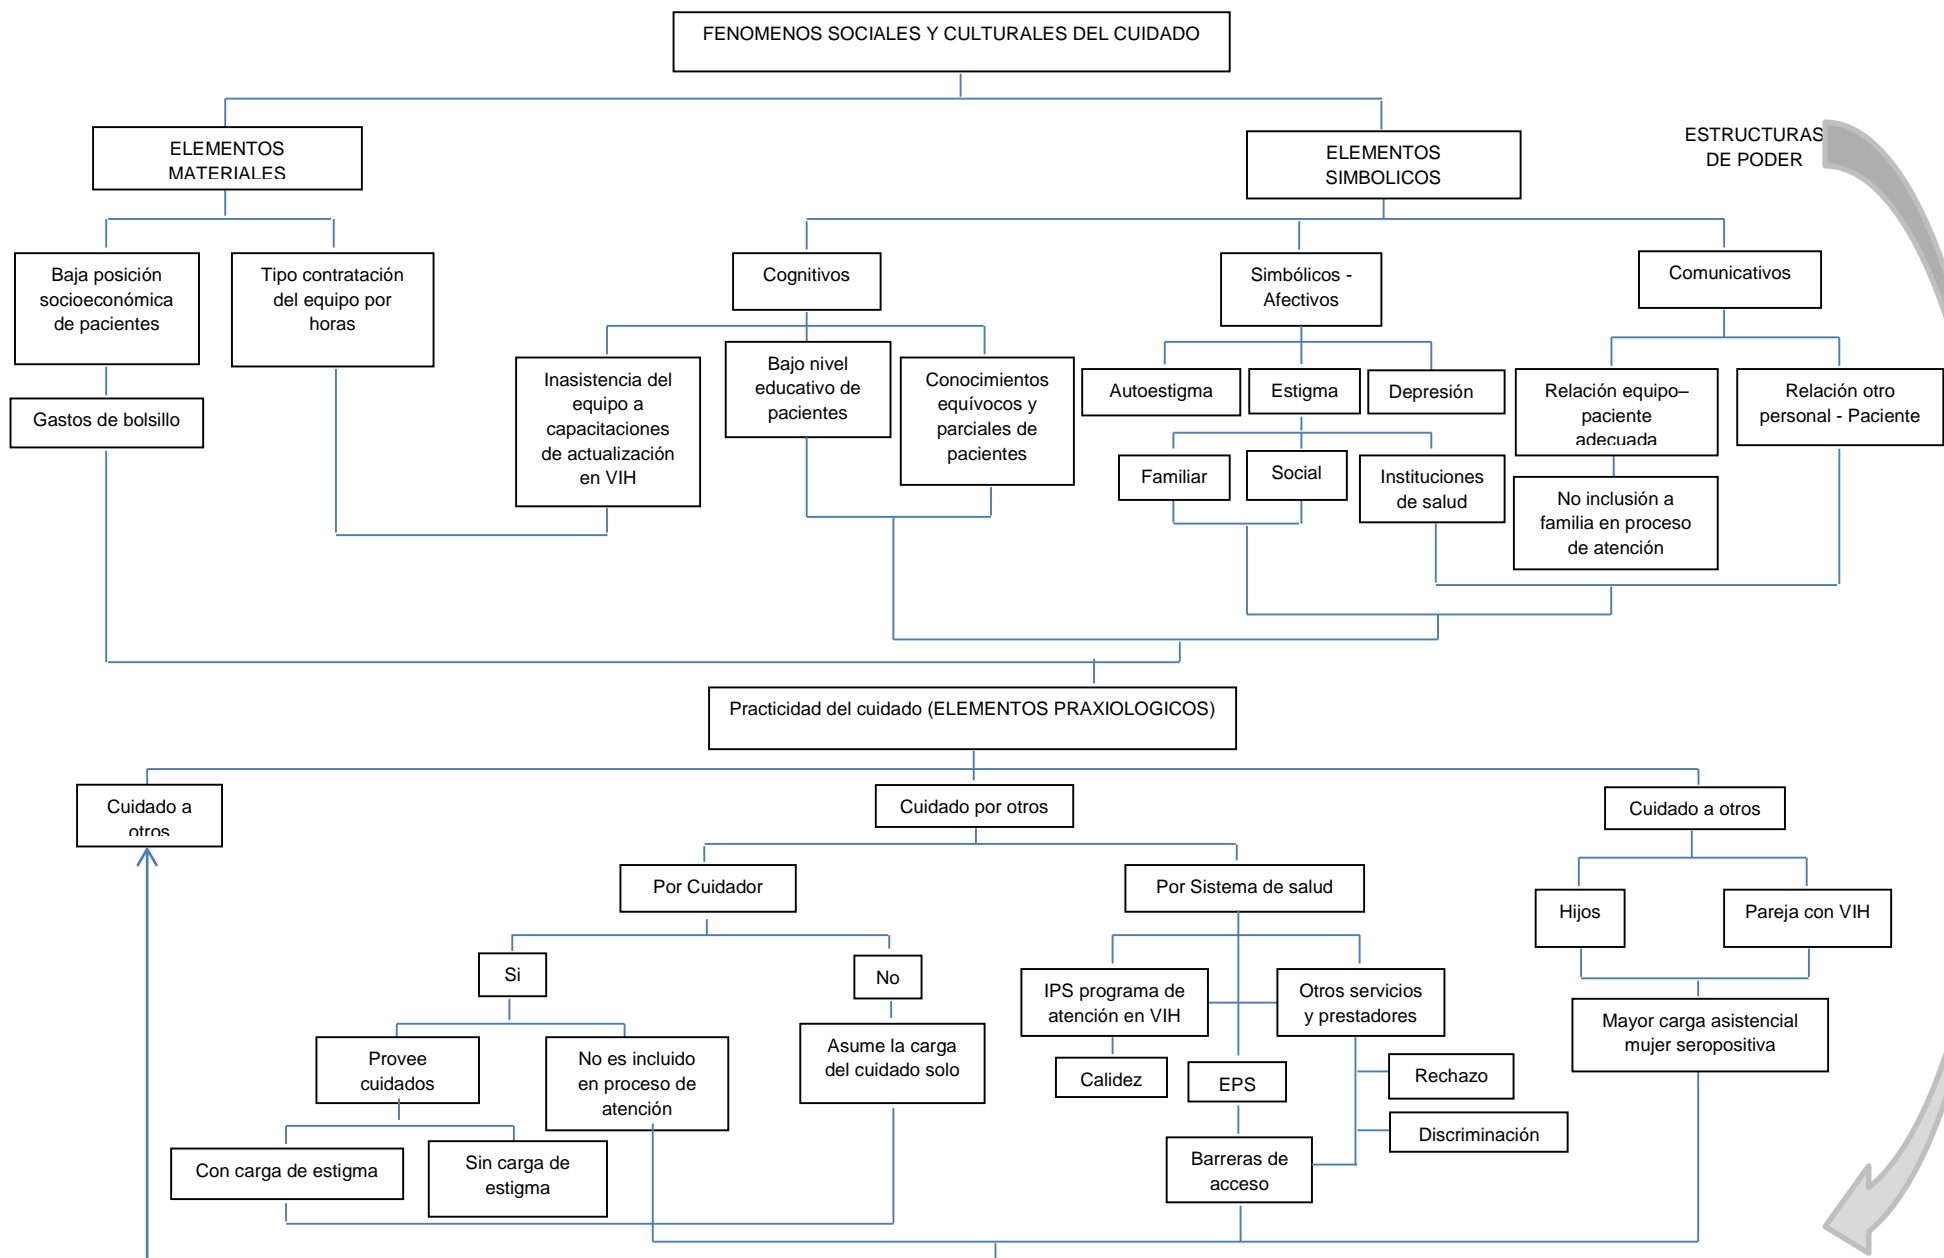 FENOMENOS SOCIALES Y CULTURALES DEL CUIDADO
ELEMENTOS
MATERIALES
ELEMENTOS
SIMBOLICOS
ESTRUCTURAS
DE PODER
Baja posición
socioeconómica
de pacientes
Tipo contratación
del equipo por
horas
Cognitivos
Simbólicos -
Afectivos
Comunicativos
Gastos de bolsillo
Inasistencia del
equipo a
capacitaciones
de actualización
en VIH
Bajo nivel
educativo de
pacientes
Conocimientos
equívocos y
parciales de
pacientes
Autoestigma
Estigma
Depresión
Relación equipo–
paciente
adecuada
Relación otro
personal - Paciente
Familiar
Social
Instituciones
de salud
No inclusión a
familia en proceso
de atención
Practicidad del cuidado (ELEMENTOS PRAXIOLOGICOS)
Cuidado a
otros
Cuidado por otros
Cuidado a otros
Por Cuidador
Por Sistema de salud
Hijos
Pareja con VIH
Si
No
IPS programa de
atención en VIH
Otros servicios
y prestadores
Mayor carga asistencial
mujer seropositiva
Provee
cuidados
No es incluido
en proceso de
atención
Asume la carga
del cuidado solo
Calidez
EPS
Rechazo
Discriminación
Con carga de estigma
Sin carga de
estigma
Barreras de
acceso